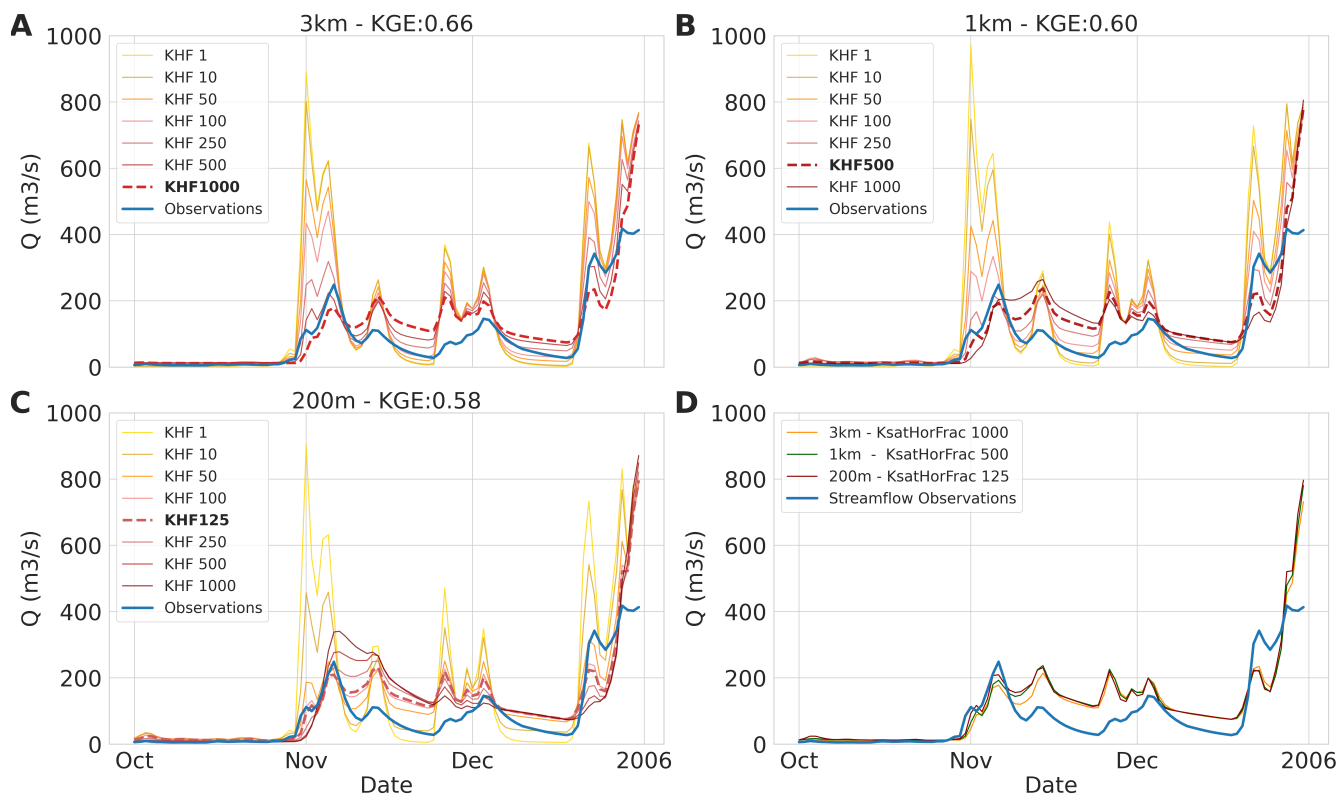 A
3km - KGE:0.66
1000
800
600
400
200
0
Q (m3/s)
KHF 1
KHF 10
KHF 50
KHF 100
KHF 250
KHF 500
KHF1000
Observations
B
1km - KGE:0.60
1000
800
600
400
200
0
Q (m3/s)
KHF 1
KHF 10
KHF 50
KHF 100
KHF 250
KHF500
KHF 1000
Observations
C
200m - KGE:0.58
1000
800
600
400
200
0
Q (m3/s)
KHF 1
KHF 10
KHF 50
KHF 100
KHF125
KHF 250
KHF 500
KHF 1000
Observations
Oct Nov Dec 2006
Date
D
1000
800
600
400
200
0
Q (m3/s)
3km - KsatHorFrac 1000
1km - KsatHorFrac 500
200m - KsatHorFrac 125
Streamflow Observations
Oct Nov Dec 2006
Date